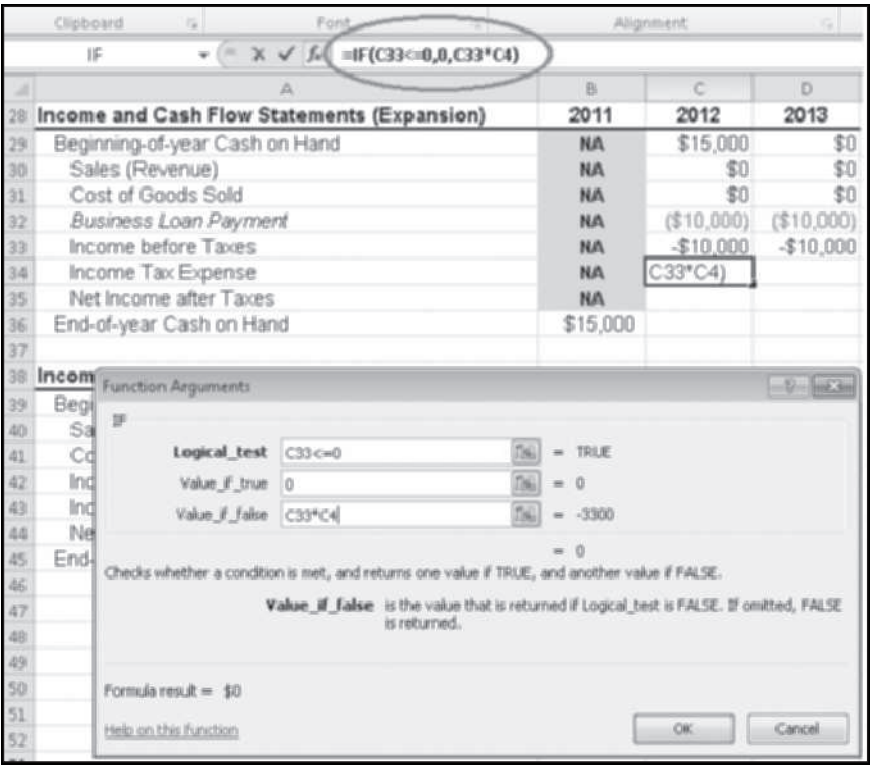 Clipboard Font Alignment
IF =IF(C33<=0,0,C33*C4)
A B C D
28 Income and Cash Flow Statements (Expansion) 2011 2012 2013
29 Beginning-of-year Cash on Hand NA $15,000 $0
30 Sales (Revenue) NA $0 $0
31 Cost of Goods Sold NA $0 $0
32 Business Loan Payment NA ($10,000) ($10,000)
33 Income before Taxes NA -$10,000 -$10,000
34 Income Tax Expense NA C33*C4)
35 Net Income after Taxes NA
36 End-of-year Cash on Hand $15,000
37
38 Incom
Function Arguments
39 Begi
IF
40 Sa
41 Co
Logical_test C33<=0 = TRUE
42 Inc
Value_if_true 0 = 0
43 Inc
Value_if_false C33*C4 = -3300
44 Ne
45 End-
= 0
Checks whether a condition is met, and returns one value if TRUE, and another value if FALSE.
46
47
Value_if_false is the value that is returned if Logical_test is FALSE. If omitted, FALSE
is returned.
48
49
50
Formula result = $0
51
52
Help on this function OK Cancel